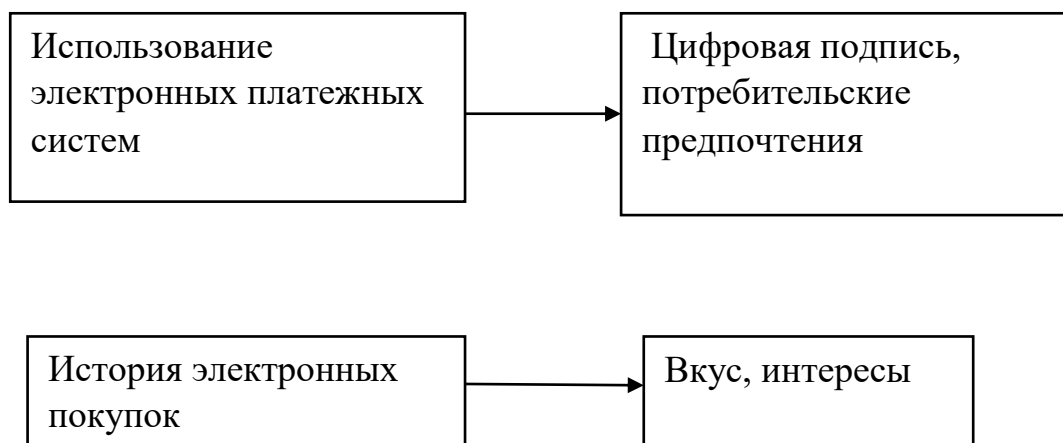 Использование
электронных платежных
систем
Цифровая подпись,
потребительские
предпочтения
История электронных
покупок
Вкус, интересы